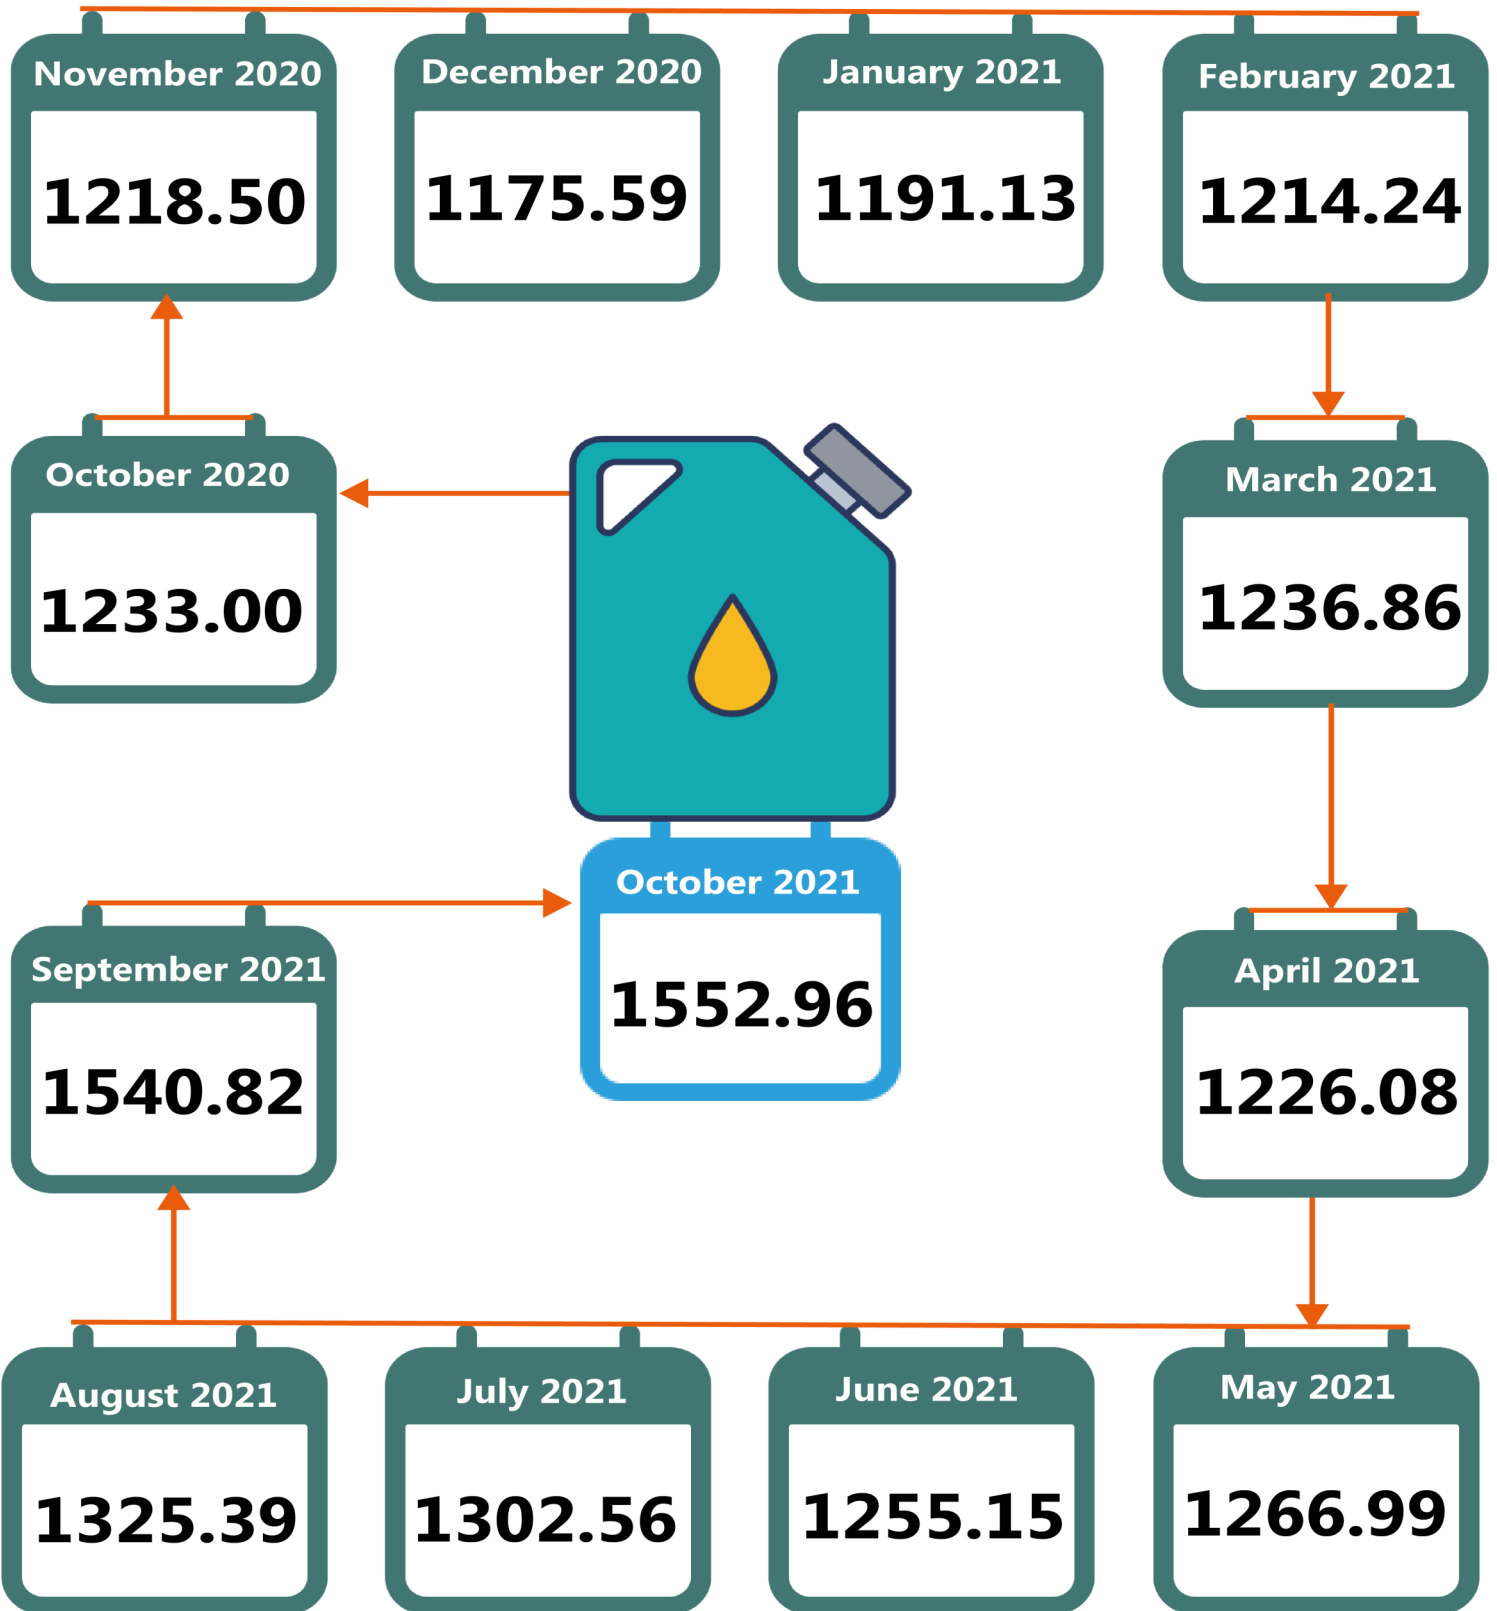 November 2020
1218.50
December 2020
1175.59
January 2021
1191.13
February 2021
1214.24
October 2020
1233.00
March 2021
1236.86
October 2021
1552.96
September 2021
1540.82
April 2021
1226.08
August 2021
1325.39
July 2021
1302.56
June 2021
1255.15
May 2021
1266.99